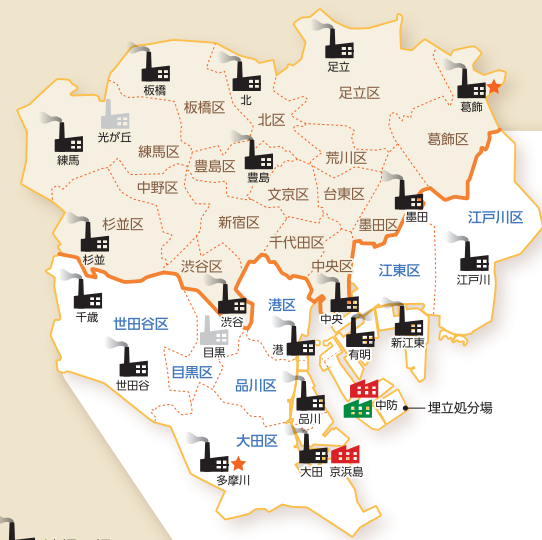 足立
板橋
北
足立区
葛飾
板橋区
北区
光が丘
葛飾区
練馬
練馬区
荒川区
豊島区
豊島
中野区
文京区
台東区
墨田
杉並区
新宿区
墨田区
江戸川区
千代田区
杉並
渋谷区
中央区
江東区
江戸川
千歳
港区
渋谷
中央
世田谷区
新江東
目黒
港
有明
目黒区
世田谷
品川区
中防
埋立処分場
品川
大田区
多摩川
大田
京浜島